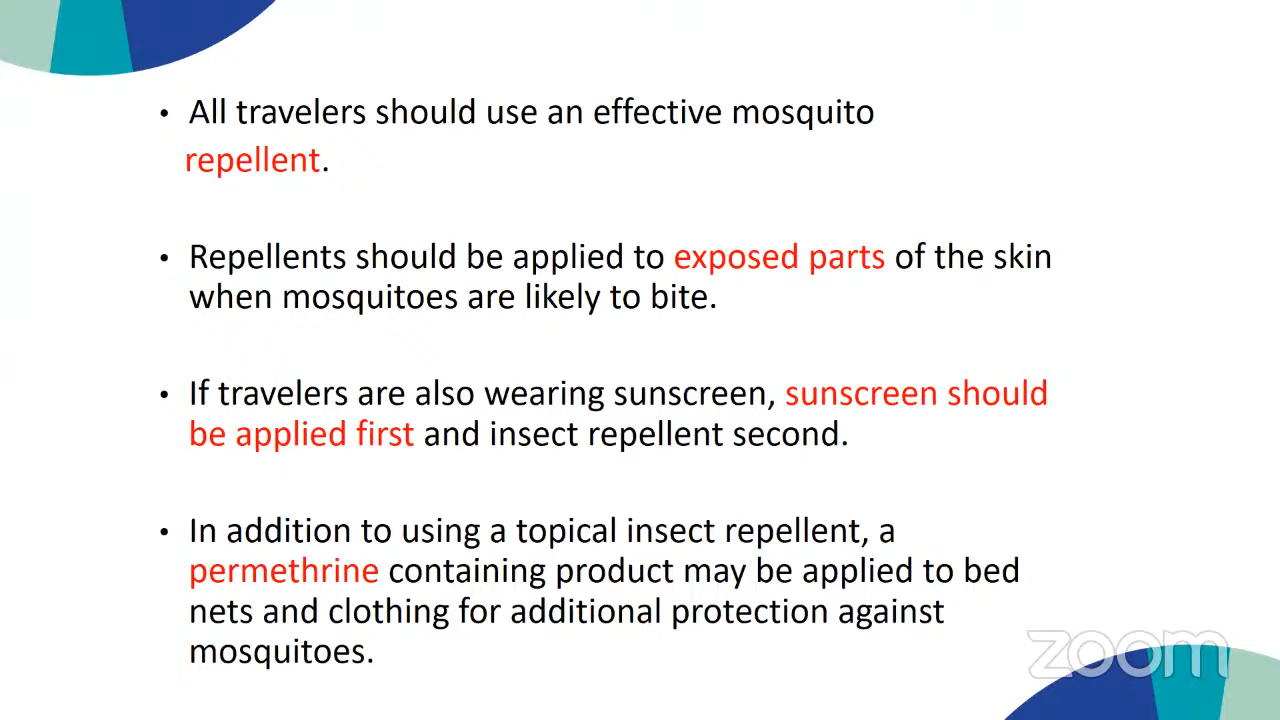 • All travelers should use an effective mosquito
repellent.
• Repellents should be applied to exposed parts of the skin
when mosquitoes are likely to bite.
• If travelers are also wearing sunscreen, sunscreen should
be applied first and insect repellent second.
• In addition to using a topical insect repellent, a
permethrine containing product may be applied to bed
nets and clothing for additional protection against
mosquitoes.
zoom